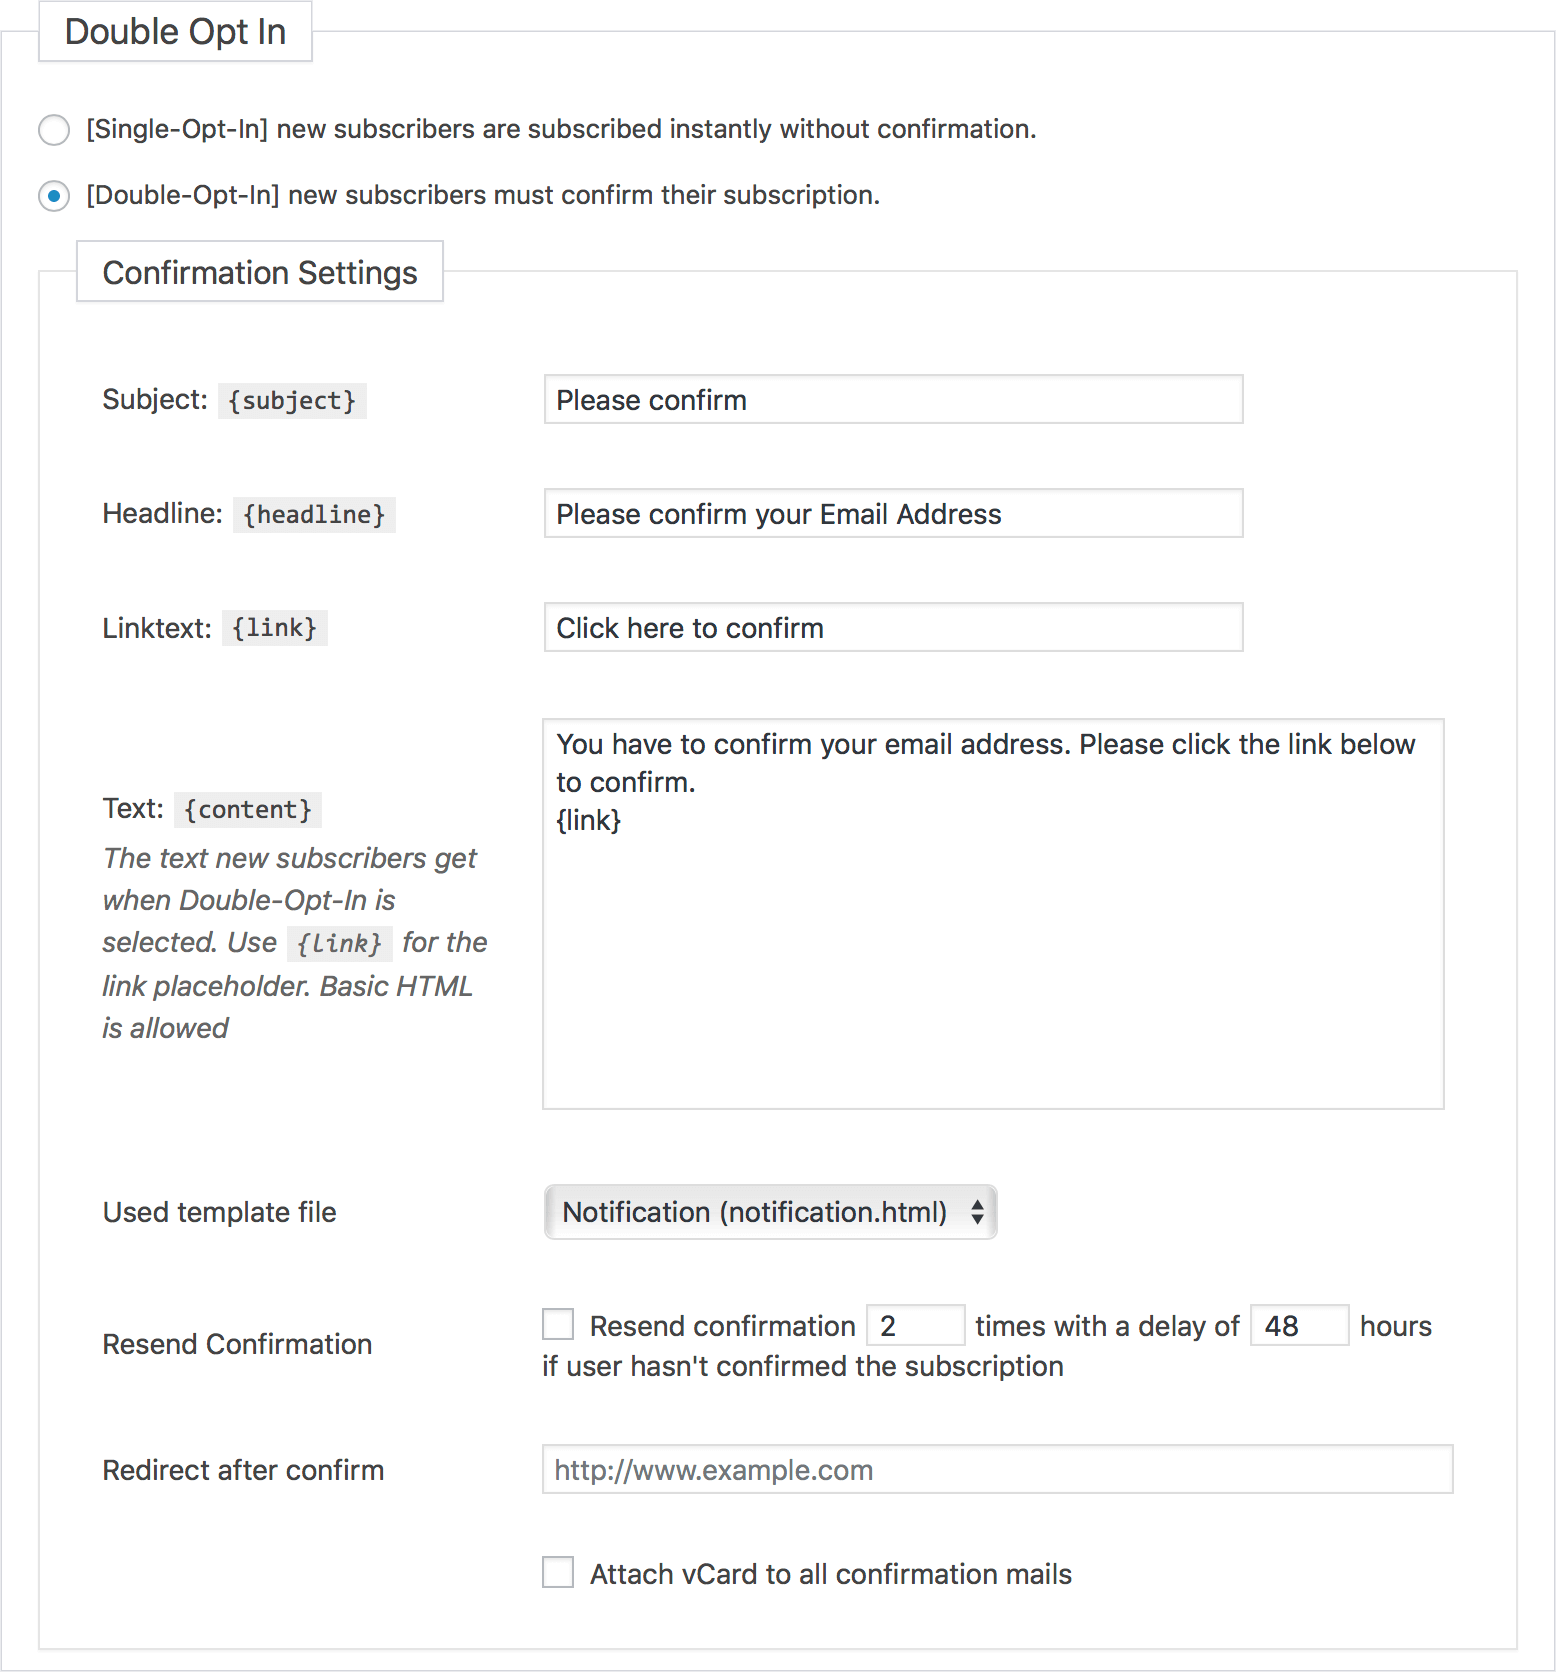 Double Opt In
[Single-Opt-In] new subscribers are subscribed instantly without confirmation.
[Double-Opt-In] new subscribers must confirm their subscription.
Confirmation Settings
Subject: {subject}
Please confirm
Headline: {headline}
Please confirm your Email Address
Linktext: {link}
Click here to confirm
Text: {content}
The text new subscribers get
when Double-Opt-In is
selected. Use {link} for the
link placeholder. Basic HTML
is allowed
You have to confirm your email address. Please click the link below
to confirm.
{link}
Used template file
Notification (notification.html)
Resend Confirmation
Resend confirmation 2 times with a delay of 48 hours
if user hasn't confirmed the subscription
Redirect after confirm
http://www.example.com
Attach vCard to all confirmation mails